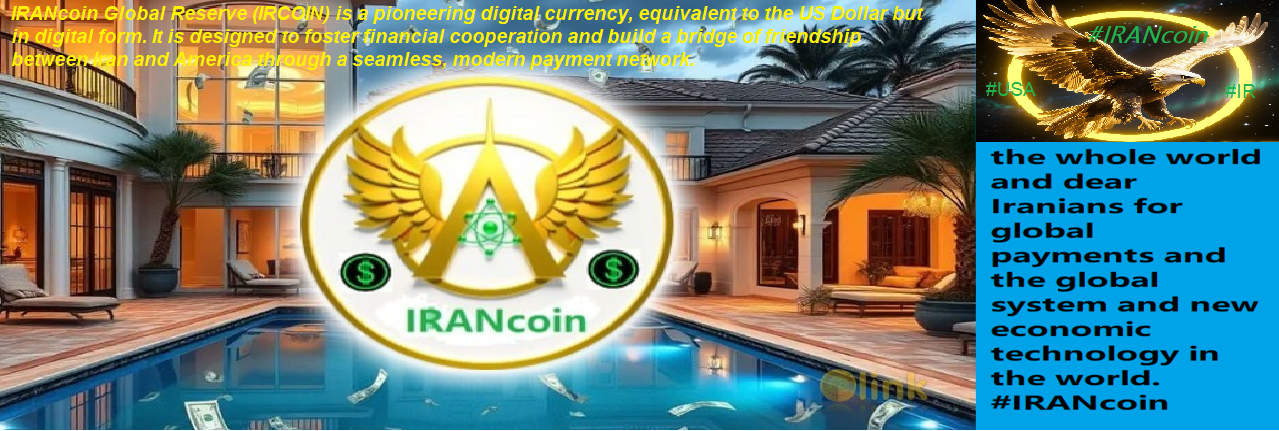 IRANcoin Global Reserve (IRCOIN) is a pioneering digital currency, equivalent to the US Dollar but
in digital form. It is designed to foster financial cooperation and build a bridge of friendship
between Iran and America through a seamless, modern payment network.
IRANcoin
Olink
#IRANcoin
#USA
#IR
the whole world
and dear
Iranians for
global
payments and
the global
system and new
economic
technology in
the world.
#IRANcoin